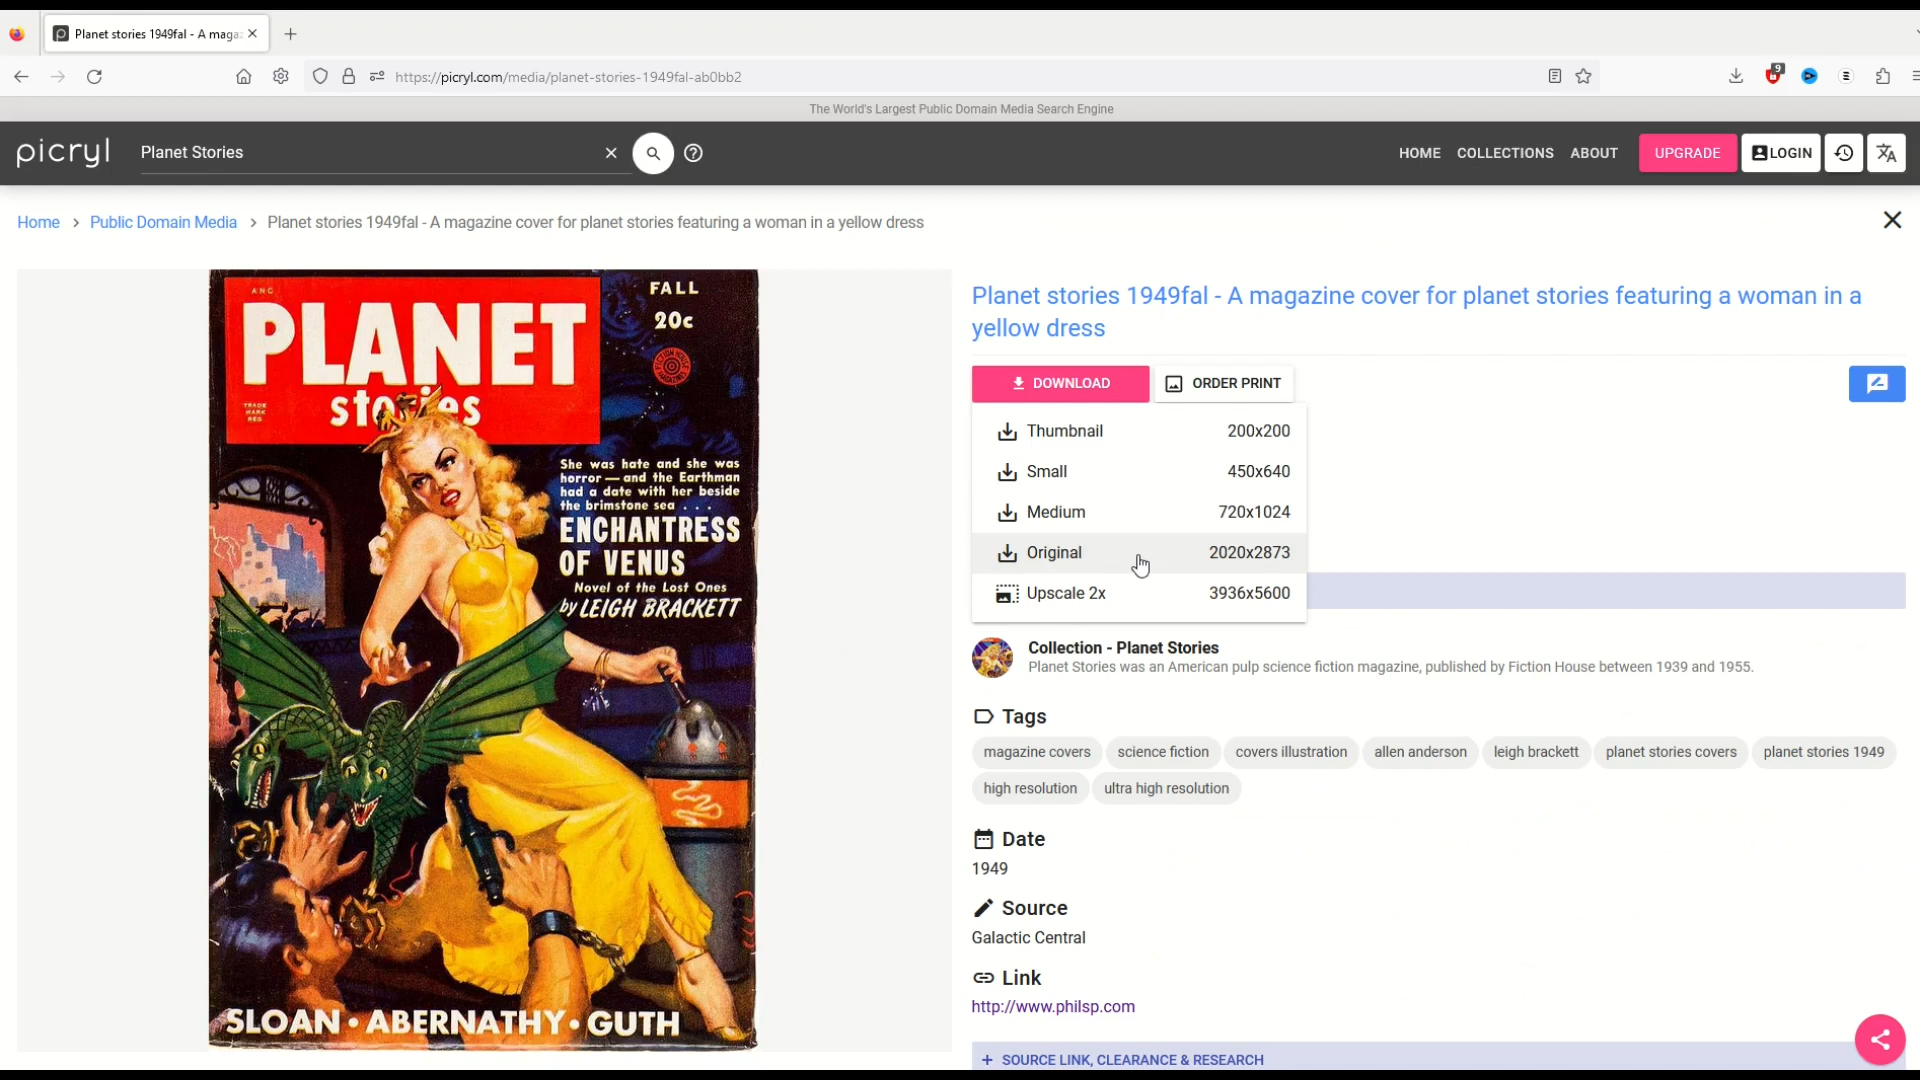 Planet stories 1949fal - A maga
https://picryl.com/media/planet-stories-1949fal-ab0bb2
9
The World's Largest Public Domain Media Search Engine
picryl
Planet Stories
HOME
COLLECTIONS
ABOUT
UPGRADE
LOGIN
Home > Public Domain Media > Planet stories 1949fal - A magazine cover for planet stories featuring a woman in a yellow dress
ANC
PLANET
stories
TRADE
MARK
REG
FALL
20c
She was hate and she was
horror — and the Earthman
had a date with her beside
the brimstone sea . . .
ENCHANTRESS
OF VENUS
Novel of the Lost Ones
by LEIGH BRACKETT
SLOAN • ABERNATHY • GUTH
Planet stories 1949fal - A magazine cover for planet stories featuring a woman in a
yellow dress
DOWNLOAD
ORDER PRINT
Thumbnail 200x200
Small 450x640
Medium 720x1024
Original 2020x2873
Upscale 2x 3936x5600
Collection - Planet Stories
Planet Stories was an American pulp science fiction magazine, published by Fiction House between 1939 and 1955.
Tags
magazine covers science fiction covers illustration allen anderson leigh brackett planet stories covers planet stories 1949
high resolution ultra high resolution
Date
1949
Source
Galactic Central
Link
http://www.philsp.com
+ SOURCE LINK, CLEARANCE & RESEARCH